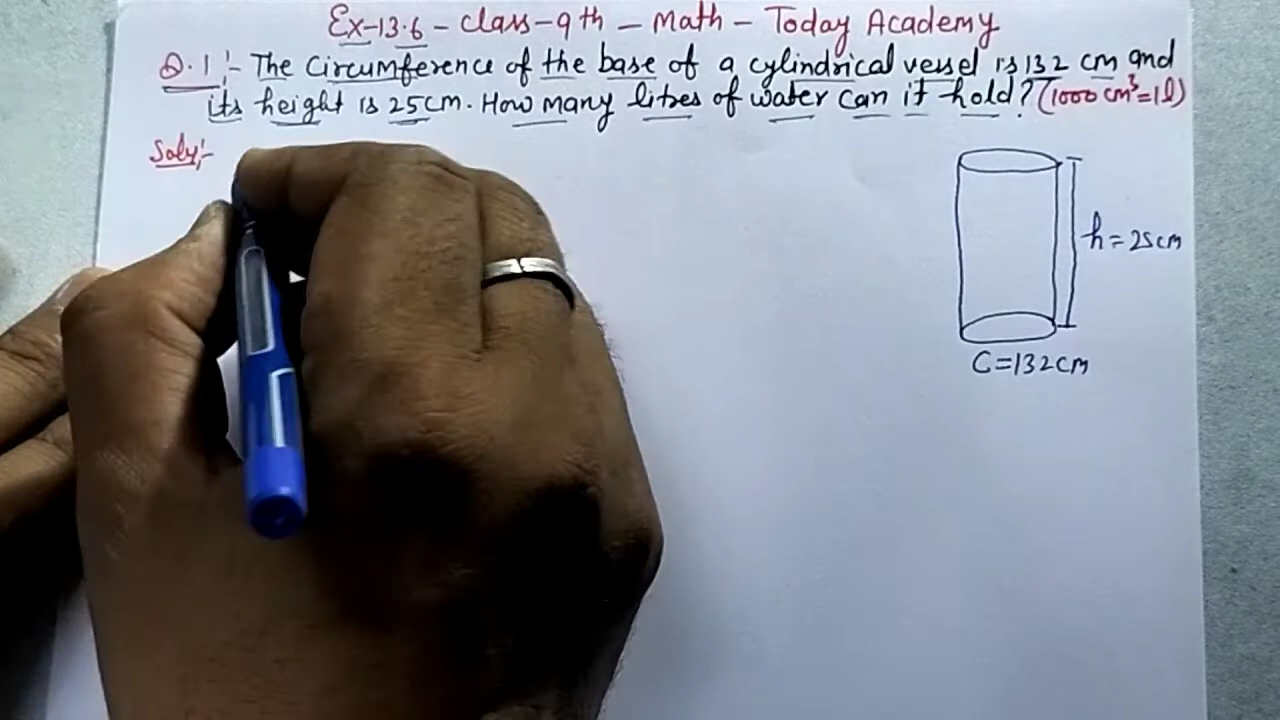 Ex-13.6 - Class-9th - Math - Today Academy
Q.1:- The Circumference of the base of a cylindrical vessel is 132 cm and
its height is 25cm. How many litres of water can it hold? (1000 cm³=1l)
Soln:-
h=25cm
C=132cm